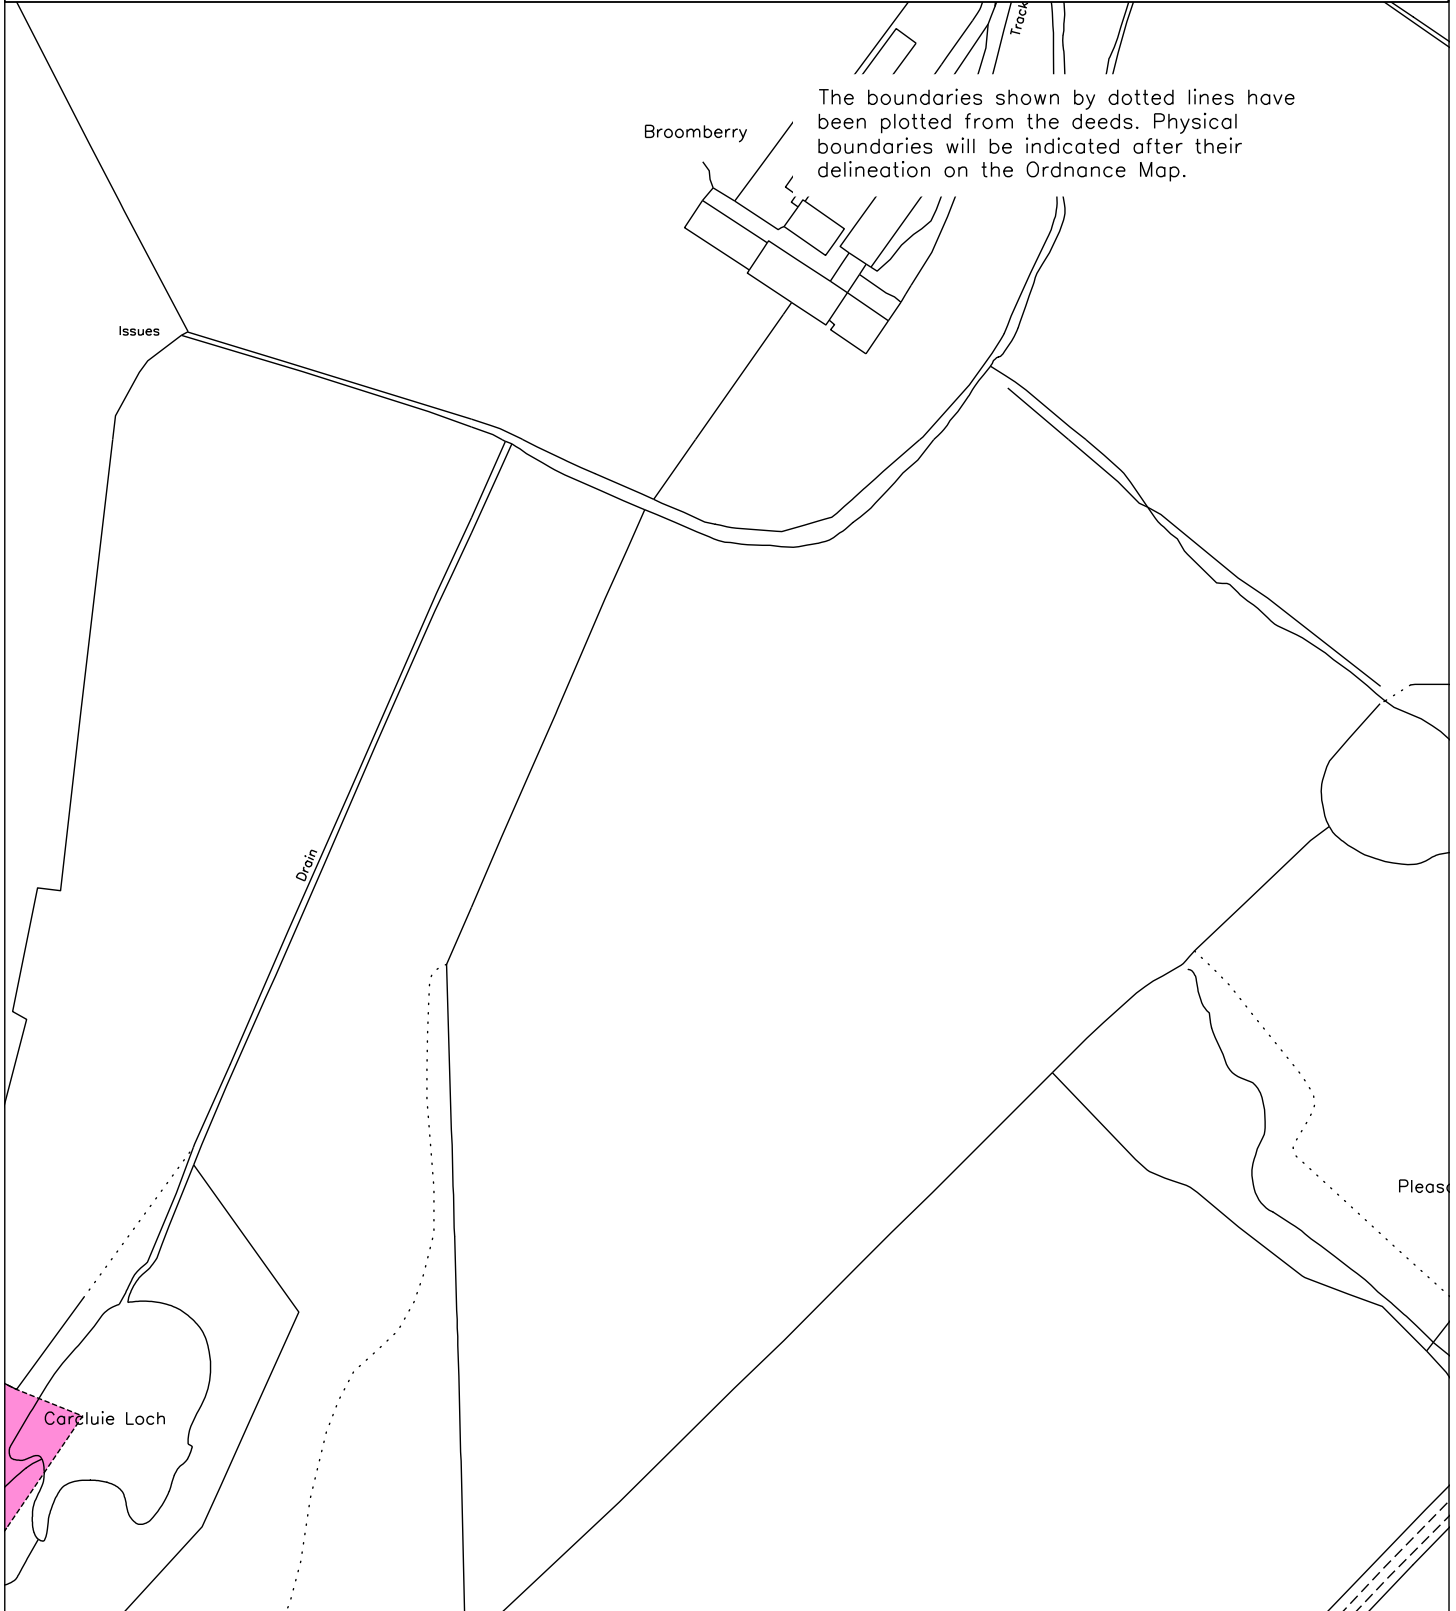 Track
The boundaries shown by dotted lines have
been plotted from the deeds. Physical
boundaries will be indicated after their
delineation on the Ordnance Map.
Broomberry
Issues
Drain
Pleas
Carcluie Loch